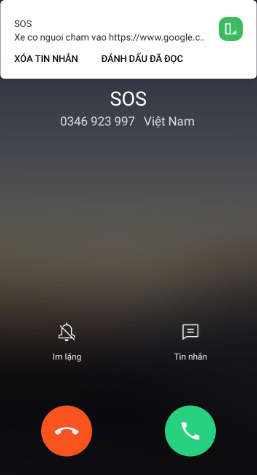 SOS
Xe co nguoi cham vao https://www.google.c..
XÓA TIN NHẮN ĐÁNH DẤU ĐÃ ĐỌC
SOS
0346 923 997 Việt Nam
Im lặng Tin nhắn